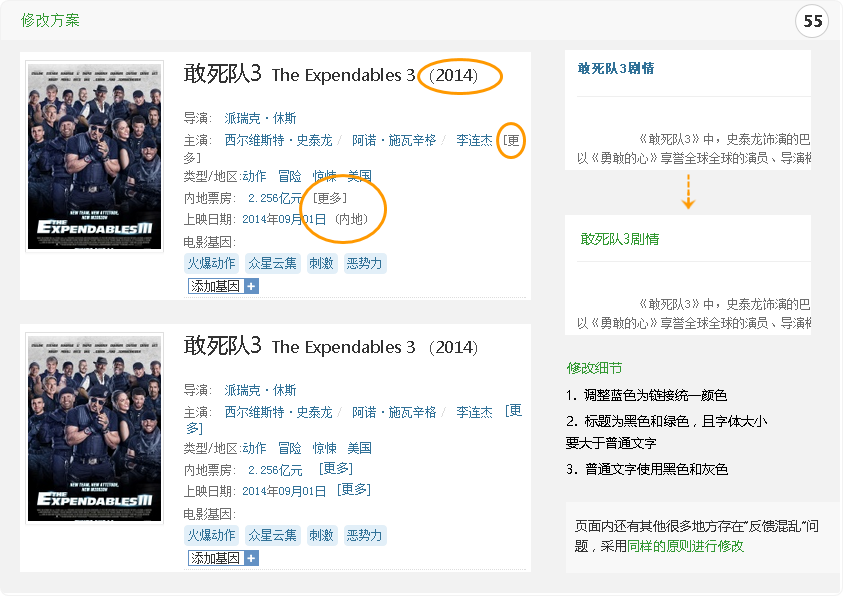 修改方案
55
敢死队3 The Expendables 3 (2014)
导演： 派瑞克·休斯
主演： 西尔维斯特·史泰龙 / 阿诺·施瓦辛格 / 李连杰 [更
多]
类型/地区:动作 冒险 惊悚 美国
内地票房： 2.256亿元 [更多]
上映日期: 2014年09月01日 (内地)
电影基因:
火爆动作 众星云集 刺激 恶势力
添加基因 +
NEW TEAM, NEW ATTITUDE,
NEW MISSION
THE EXPENDABLES III
敢死队3 The Expendables 3 (2014)
导演： 派瑞克·休斯
主演： 西尔维斯特·史泰龙 / 阿诺·施瓦辛格 / 李连杰 [更
多]
类型/地区:动作 冒险 惊悚 美国
内地票房： 2.256亿元 [更多]
上映日期: 2014年09月01日 [更多]
电影基因:
火爆动作 众星云集 刺激 恶势力
添加基因 +
NEW TEAM, NEW ATTITUDE,
NEW MISSION
THE EXPENDABLES III
敢死队3剧情
《敢死队3》中，史泰龙饰演的巴
以《勇敢的心》享誉全球全球的演员、导演
敢死队3剧情
《敢死队3》中，史泰龙饰演的巴
以《勇敢的心》享誉全球全球的演员、导演
修改细节
1. 调整蓝色为链接统一颜色
2. 标题为黑色和绿色，且字体大小
要大于普通文字
3. 普通文字使用黑色和灰色
页面内还有其他很多地方存在“反馈混乱”问
题，采用同样的原则进行修改